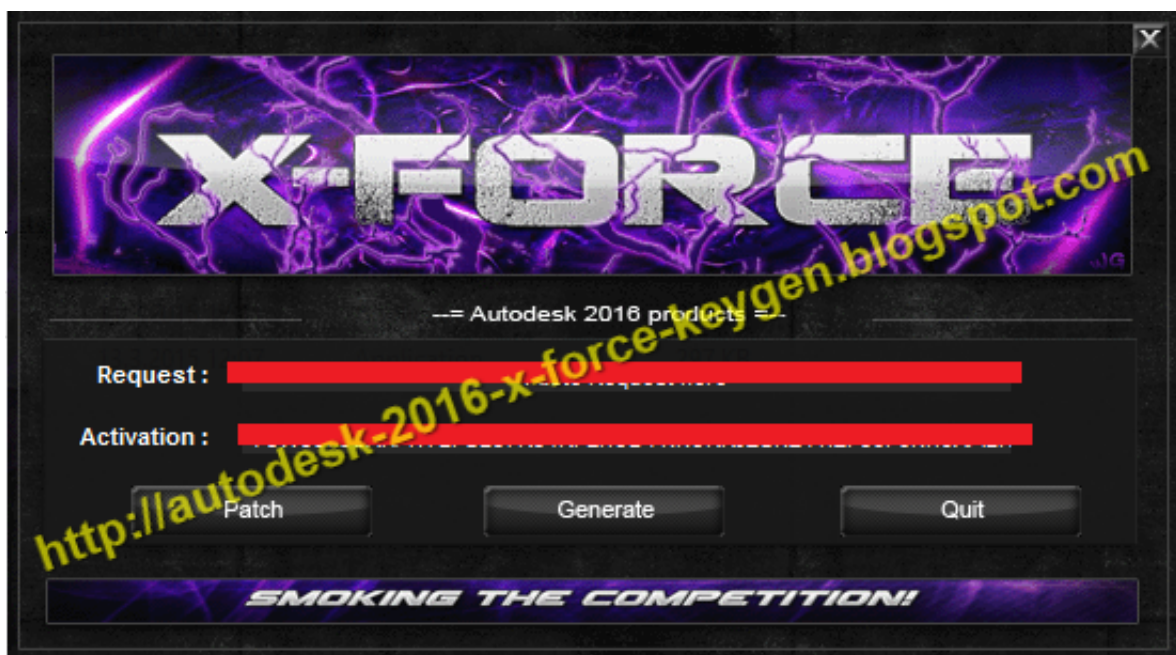 X
X-FORCE
JG
--= Autodesk 2016 products =--
Request :
Activation :
Patch
Generate
Quit
SMOKING THE COMPETITION!
http://autodesk-2016-x-force-keygen.blogspot.com